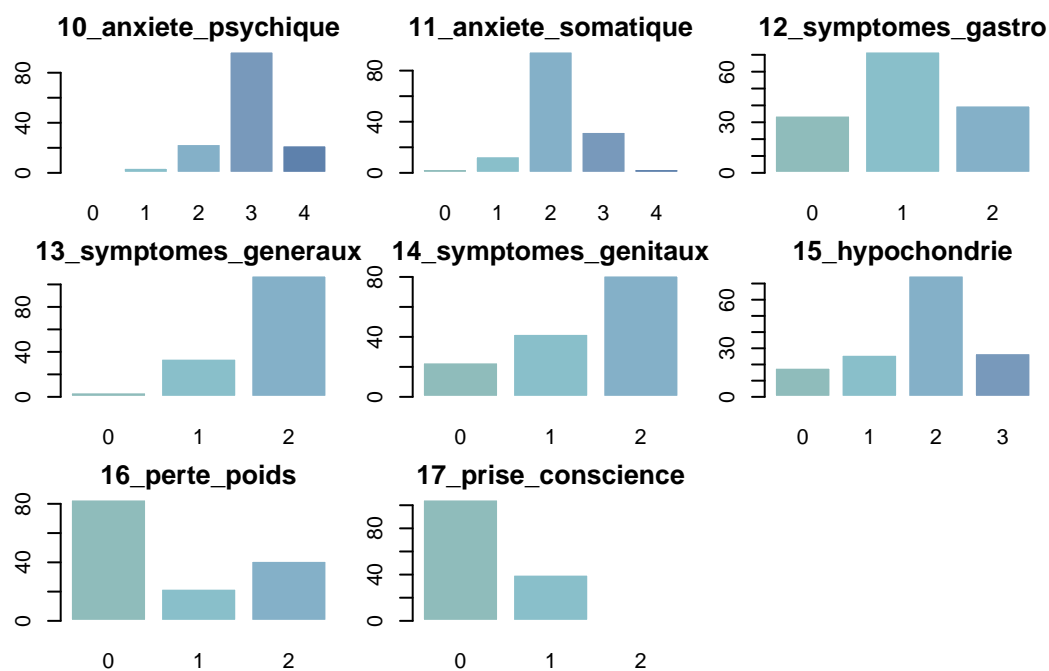 10_anxiete_psychique
80
40
0
0 1 2 3 4
11_anxiete_somatique
80
40
0
0 1 2 3 4
12_symptomes_gastro
60
30
0
0 1 2
13_symptomes_generaux
80
40
0
0 1 2
14_symptomes_genitaux
80
40
0
0 1 2
15_hypochondrie
60
30
0
0 1 2 3
16_perte_poids
80
40
0
0 1 2
17_prise_conscience
80
40
0
0 1 2